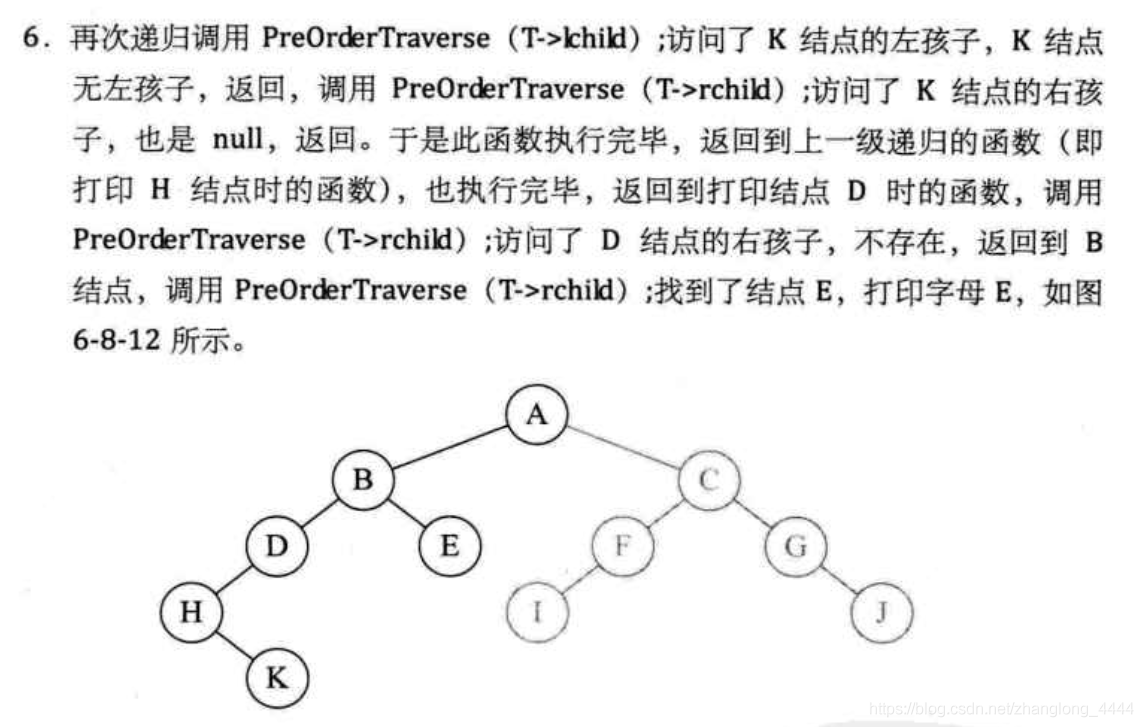 6. 再次递归调用 PreOrderTraverse（T->lchild）;访问了 K 结点的左孩子，K 结点
无左孩子，返回，调用 PreOrderTraverse（T->rchild）;访问了 K 结点的右孩
子，也是 null，返回。于是此函数执行完毕，返回到上一级递归的函数（即
打印 H 结点时的函数），也执行完毕，返回到打印结点 D 时的函数，调用
PreOrderTraverse（T->rchild）;访问了 D 结点的右孩子，不存在，返回到 B
结点，调用 PreOrderTraverse（T->rchild）;找到了结点 E，打印字母 E，如图
6-8-12 所示。
A
B C
D E F G
H I J
K
https://blog.csdn.net/zhanglong_4444